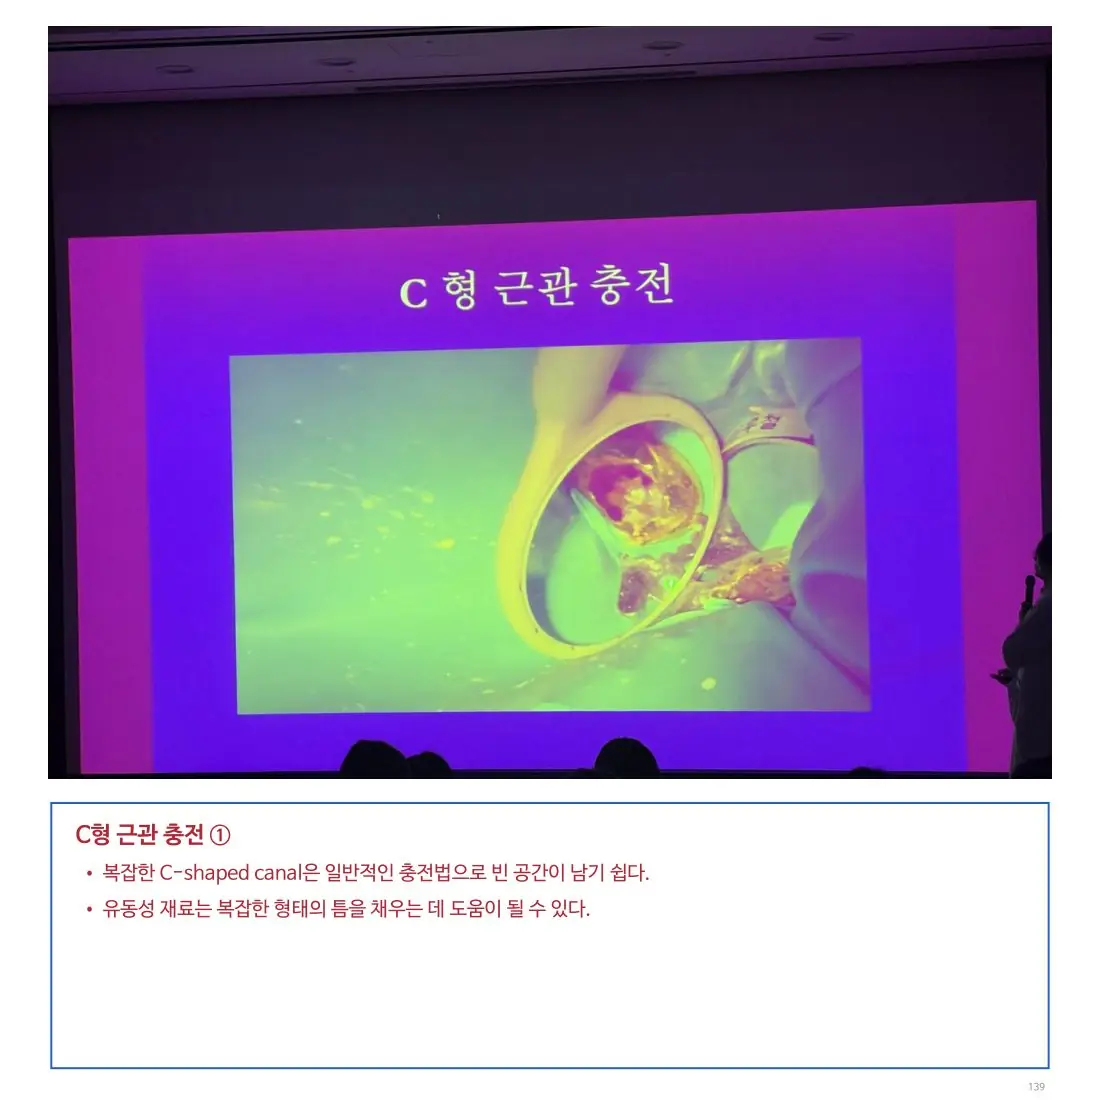 C 형 근관 충전
C형 근관 충전 ①
• 복잡한 C-shaped canal은 일반적인 충전법으로 빈 공간이 남기 쉽다.
• 유동성 재료는 복잡한 형태의 틈을 채우는 데 도움이 될 수 있다.
139